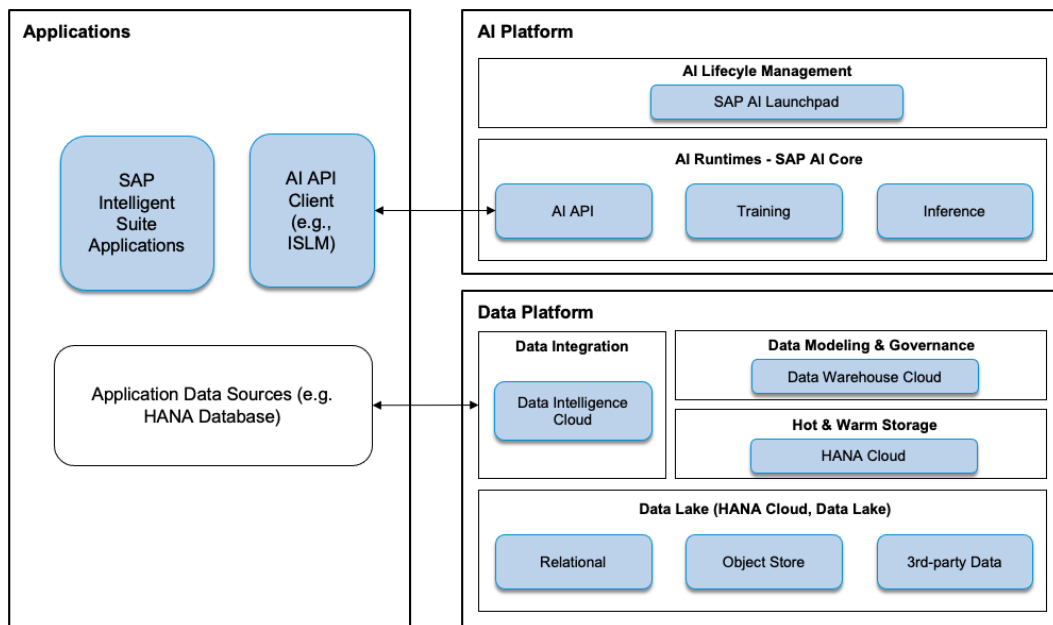 Applications
SAP
Intelligent
Suite
Applications
AI API
Client
(e.g.,
ISLM)
Application Data Sources (e.g.
HANA Database)
AI Platform
AI Lifecyle Management
SAP AI Launchpad
AI Runtimes - SAP AI Core
AI API
Training
Inference
Data Platform
Data Integration
Data Intelligence
Cloud
Data Modeling & Governance
Data Warehouse Cloud
Hot & Warm Storage
HANA Cloud
Data Lake (HANA Cloud, Data Lake)
Relational
Object Store
3rd-party Data